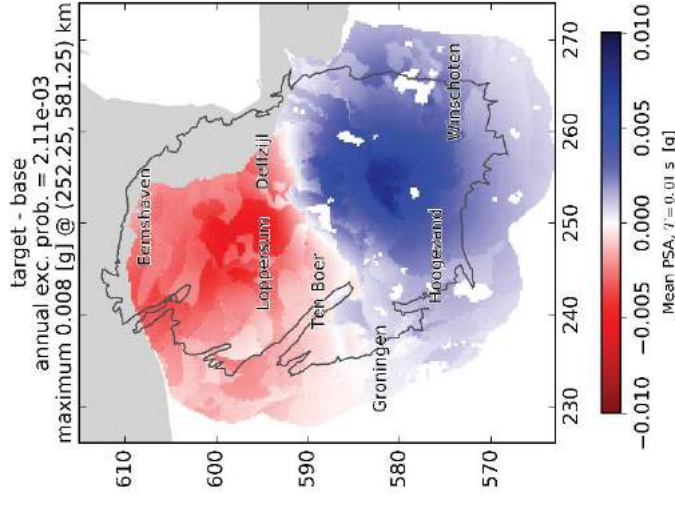 target - base
annual exc. prob. = 2.11e-03
maximum 0.008 [g] @ (252.25, 581.25) km
610
600
590
580
570
Eemshaven
Delfzijl
Loppersum
Ten Boer
Groningen
Hoogezand
Winschoten
230
240
250
260
270
−0.010
−0.005
0.000
0.005
0.010
Mean PSA, T = 0.01 s [g]